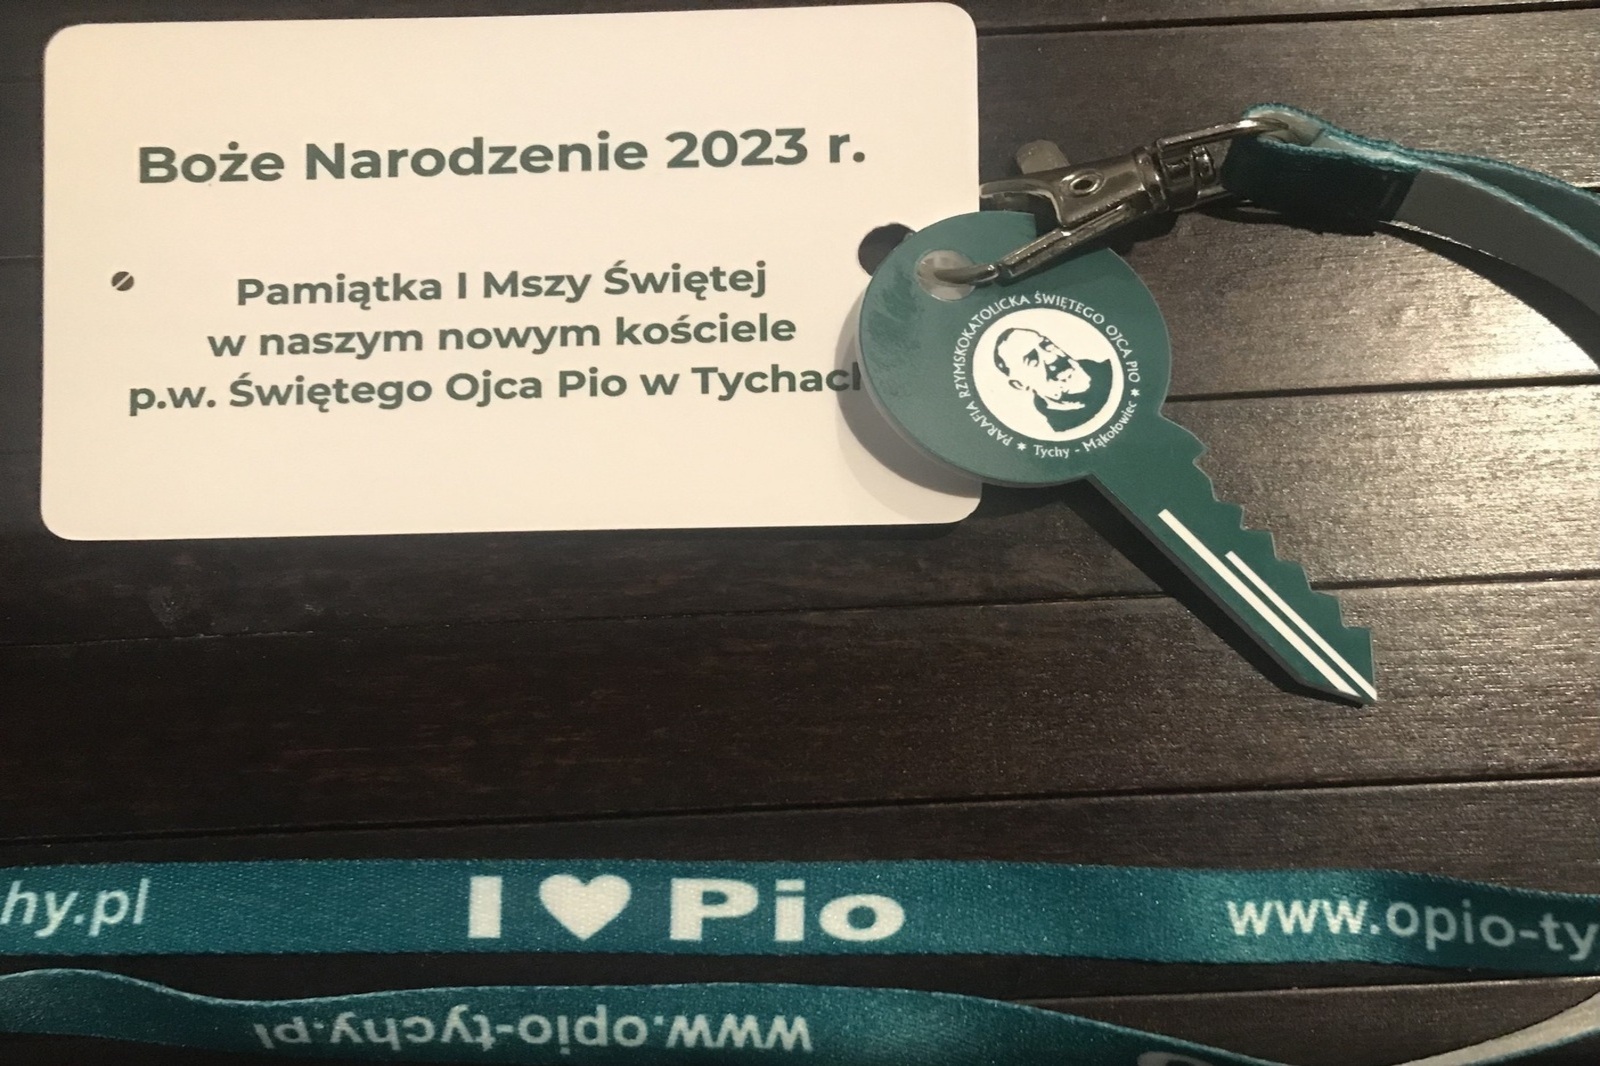 Boże Narodzenie 2023 r.
Pamiątka I Mszy Świętej
w naszym nowym kościele
p.w. Świętego Ojca Pio w Tychach
PARAFIA RZYMSKOKATOLICKA ŚWIĘTEGO OJCA PIO * Tychy - Mąkołowiec *
hy.pl I ♥ Pio www.opio-ty
www.opio-tychy.pl